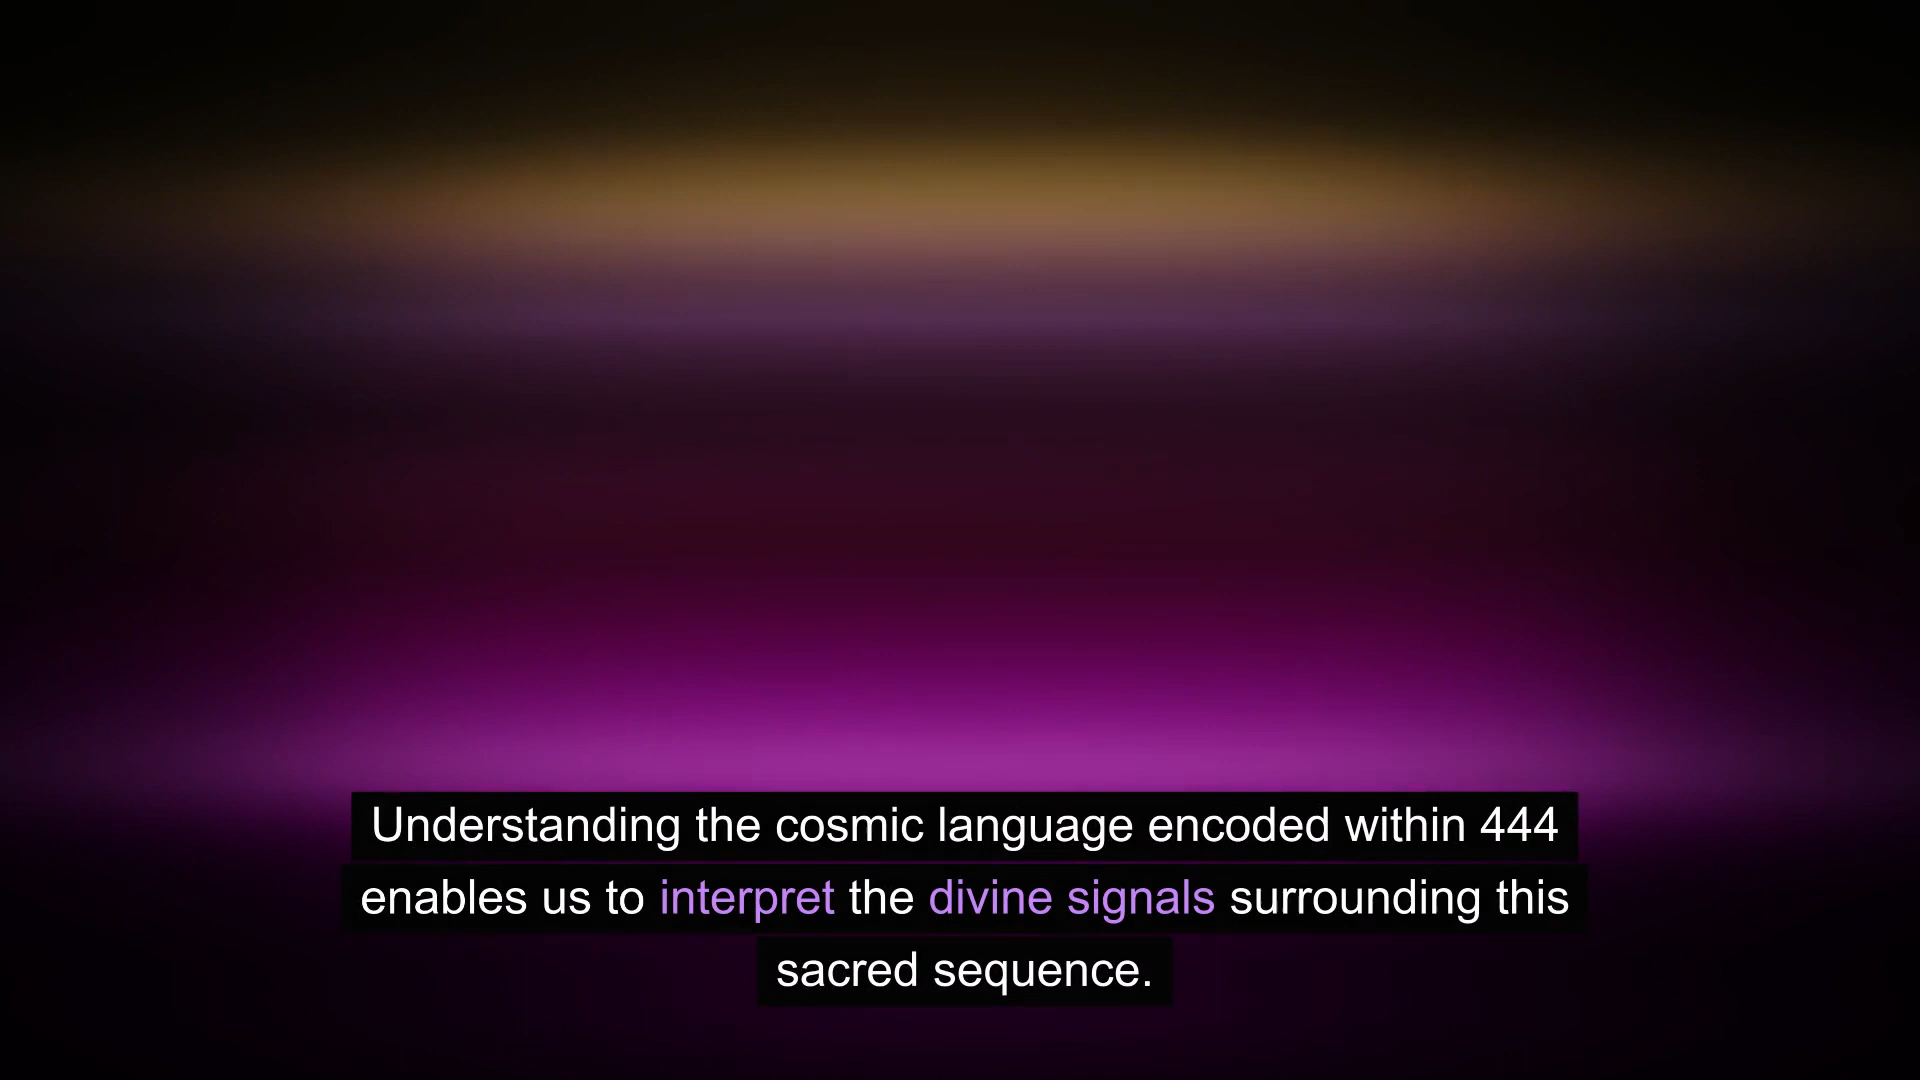 Understanding the cosmic language encoded within 444
enables us to interpret the divine signals surrounding this
sacred sequence.